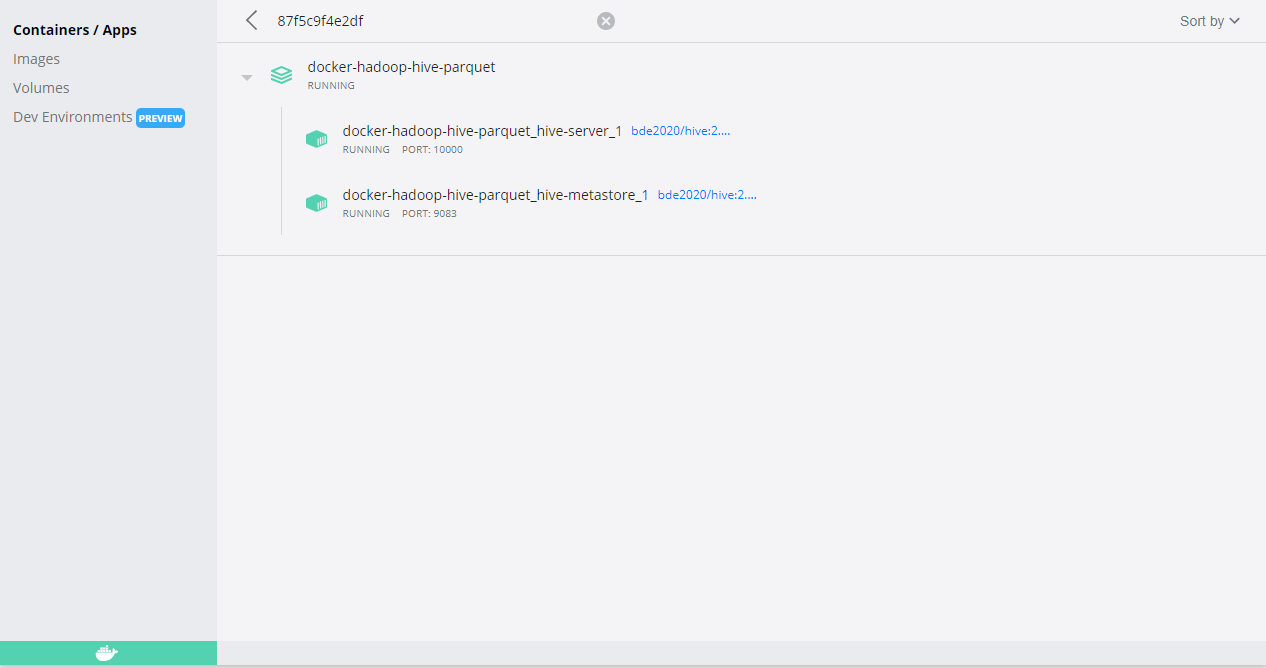 Containers / Apps
Images
Volumes
Dev Environments PREVIEW
87f5c9f4e2df
Sort by
docker-hadoop-hive-parquet
RUNNING
docker-hadoop-hive-parquet_hive-server_1 bde2020/hive:2....
RUNNING PORT: 10000
docker-hadoop-hive-parquet_hive-metastore_1 bde2020/hive:2....
RUNNING PORT: 9083